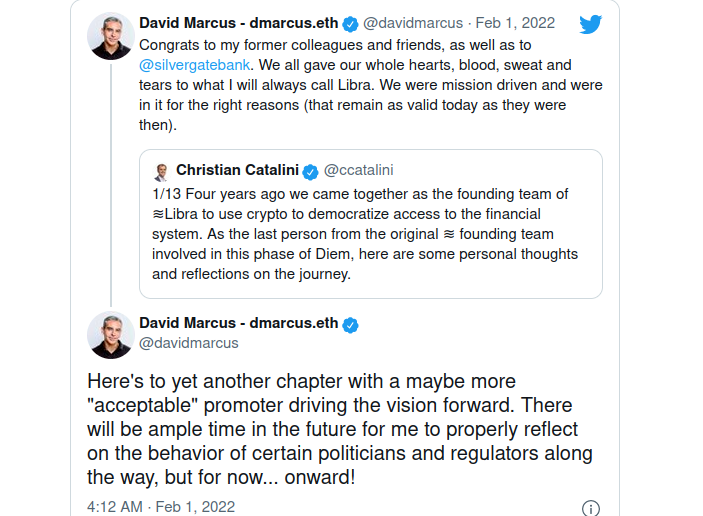 David Marcus - dmarcus.eth @davidmarcus · Feb 1, 2022
Congrats to my former colleagues and friends, as well as to
@silvergatebank. We all gave our whole hearts, blood, sweat and
tears to what I will always call Libra. We were mission driven and were
in it for the right reasons (that remain as valid today as they were
then).
Christian Catalini @ccatalini
1/13 Four years ago we came together as the founding team of
≋Libra to use crypto to democratize access to the financial
system. As the last person from the original ≋ founding team
involved in this phase of Diem, here are some personal thoughts
and reflections on the journey.
David Marcus - dmarcus.eth
@davidmarcus
Here's to yet another chapter with a maybe more
"acceptable" promoter driving the vision forward. There
will be ample time in the future for me to properly reflect
on the behavior of certain politicians and regulators along
the way, but for now... onward!
4:12 AM · Feb 1, 2022